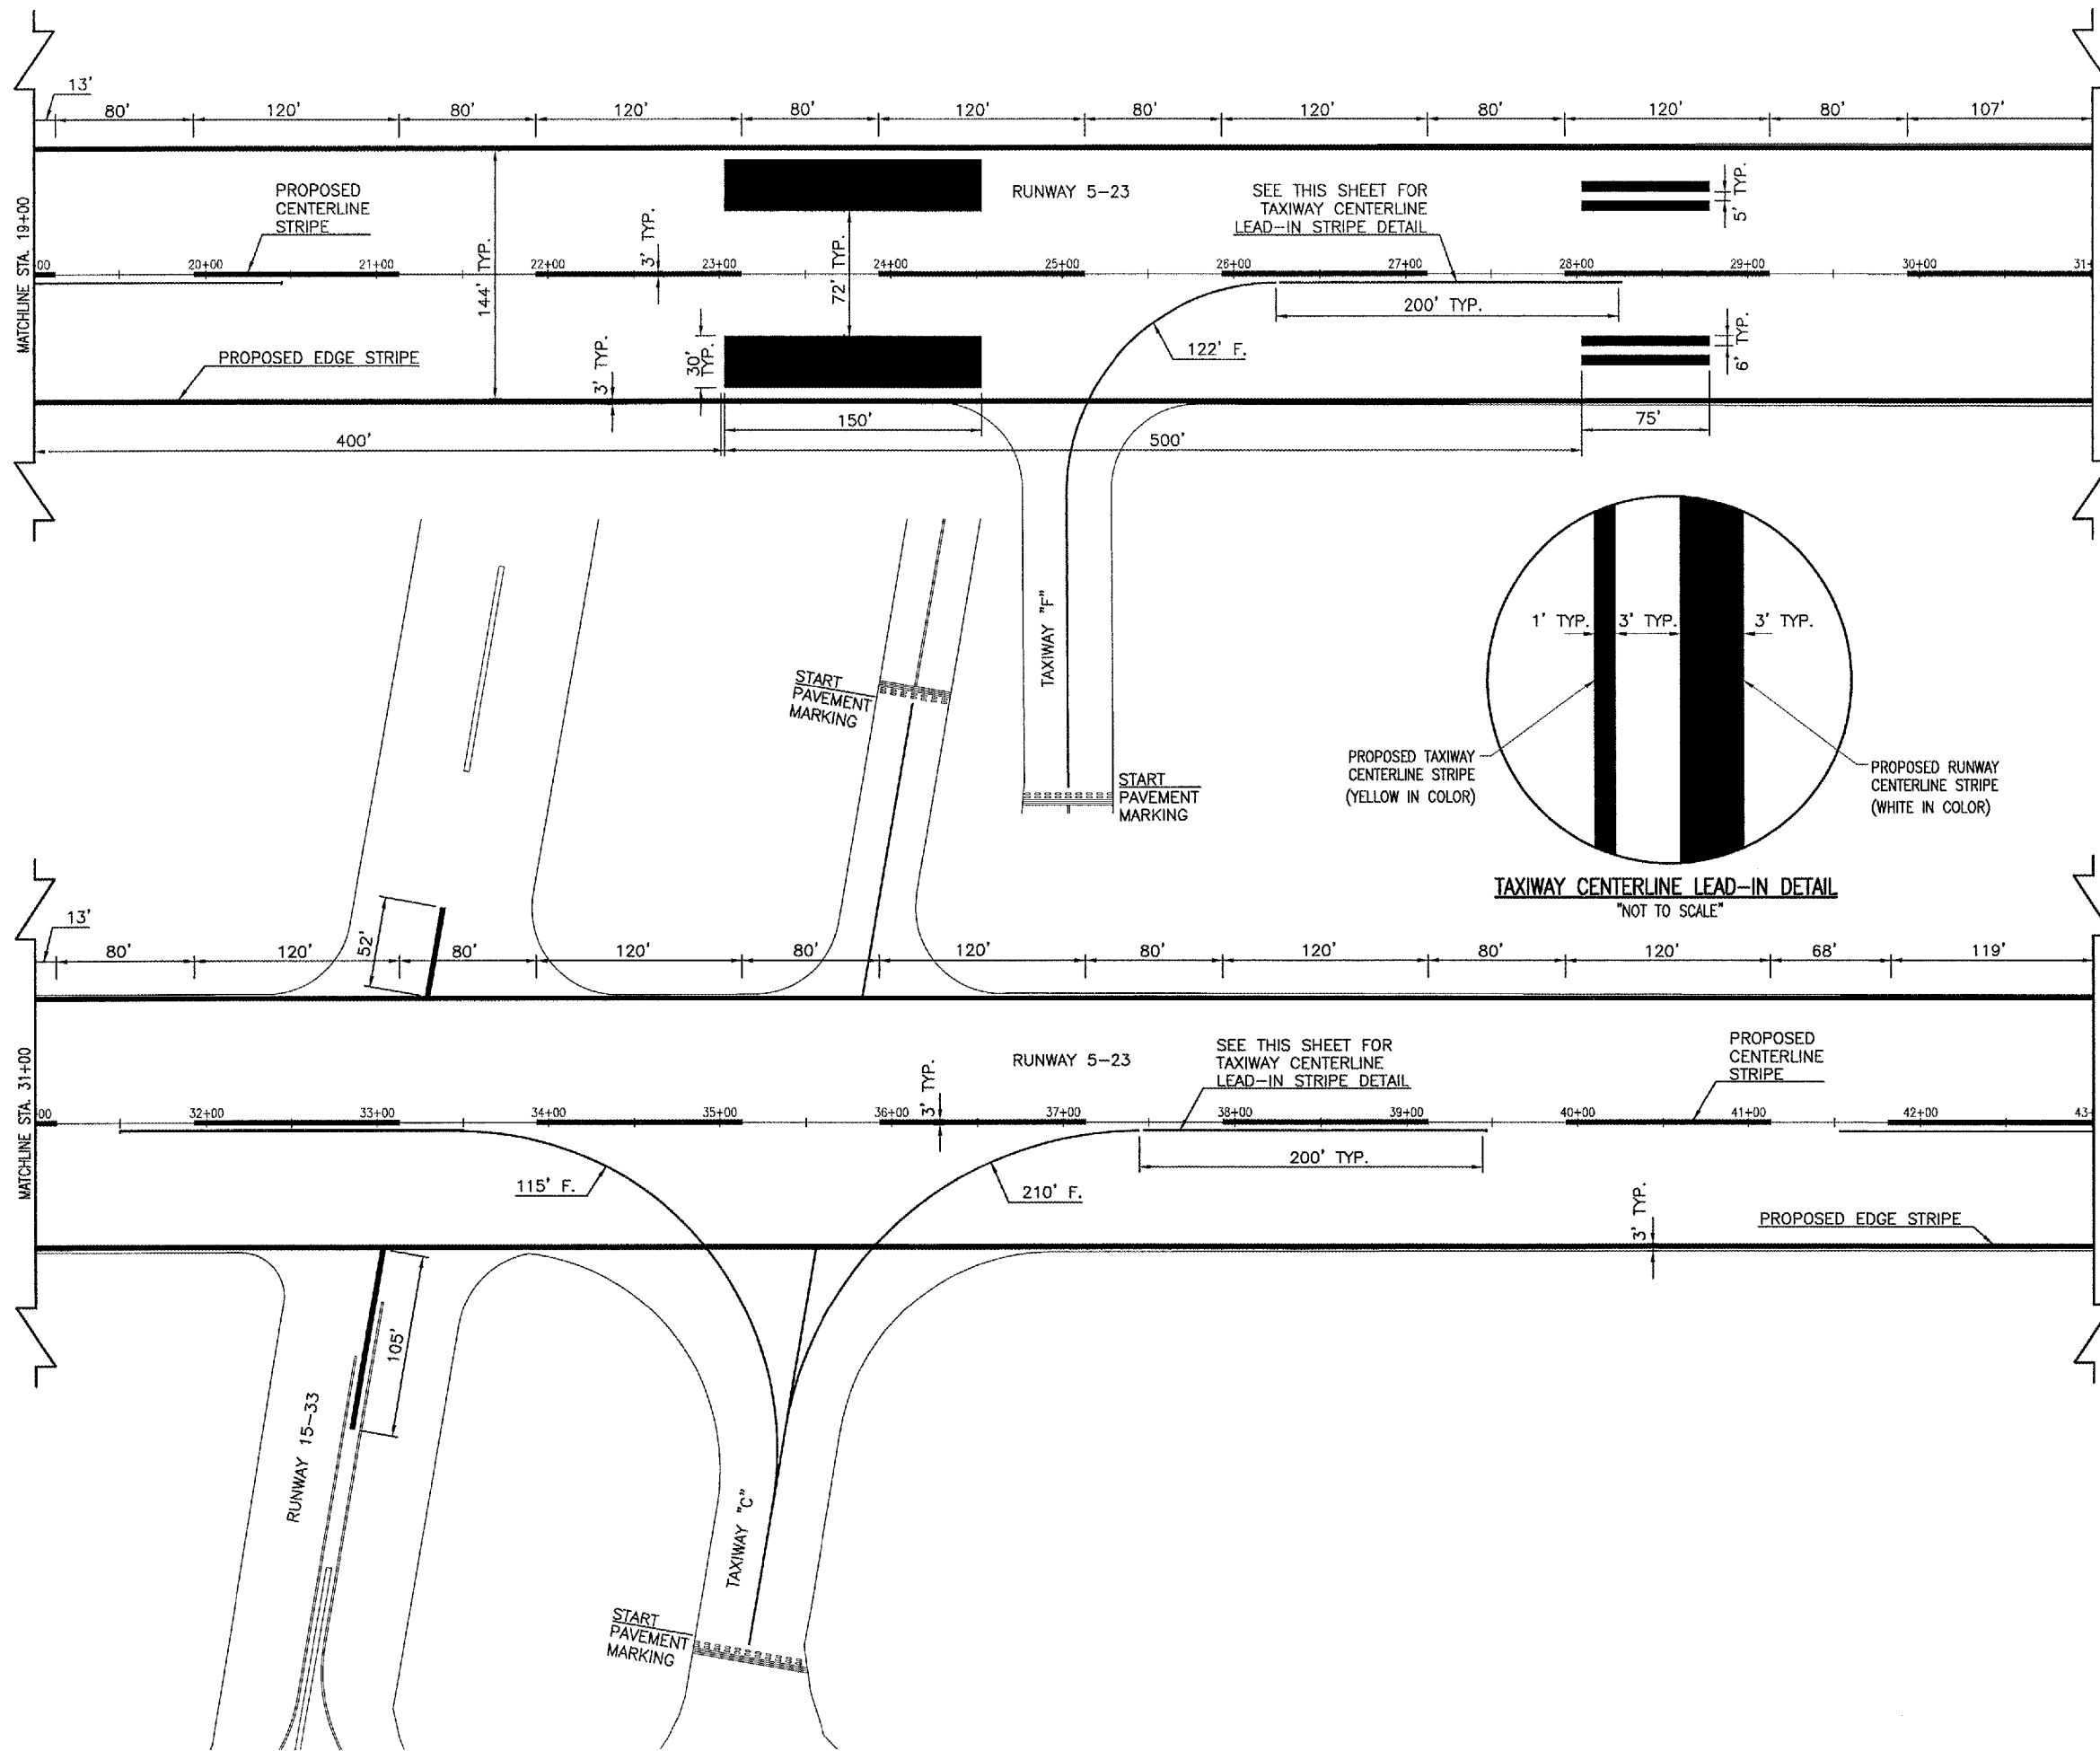 13'
80' 120' 80' 120' 80' 120' 80' 120' 80' 120' 80' 107'
MATCHLINE STA. 19+00
PROPOSED
CENTERLINE
STRIPE
144' TYP.
3' TYP.
72' TYP.
RUNWAY 5-23
SEE THIS SHEET FOR
TAXIWAY CENTERLINE
LEAD-IN STRIPE DETAIL
5' TYP.
00 20+00 21+00 22+00 23+00 24+00 25+00 26+00 27+00 28+00 29+00 30+00 31+
200' TYP.
122' F.
PROPOSED EDGE STRIPE
3' TYP.
30' TYP.
6' TYP.
150'
75'
400'
500'
TAXIWAY "F"
START
PAVEMENT
MARKING
START
PAVEMENT
MARKING
1' TYP. 3' TYP. 3' TYP.
PROPOSED TAXIWAY
CENTERLINE STRIPE
(YELLOW IN COLOR)
PROPOSED RUNWAY
CENTERLINE STRIPE
(WHITE IN COLOR)
TAXIWAY CENTERLINE LEAD-IN DETAIL
"NOT TO SCALE"
13'
52'
80' 120' 80' 120' 80' 120' 80' 120' 80' 120' 68' 119'
MATCHLINE STA. 31+00
RUNWAY 5-23
3' TYP.
SEE THIS SHEET FOR
TAXIWAY CENTERLINE
LEAD-IN STRIPE DETAIL
PROPOSED
CENTERLINE
STRIPE
00 32+00 33+00 34+00 35+00 36+00 37+00 38+00 39+00 40+00 41+00 42+00 43+
200' TYP.
115' F.
210' F.
3' TYP.
PROPOSED EDGE STRIPE
105'
RUNWAY 15-33
TAXIWAY "C"
START
PAVEMENT
MARKING